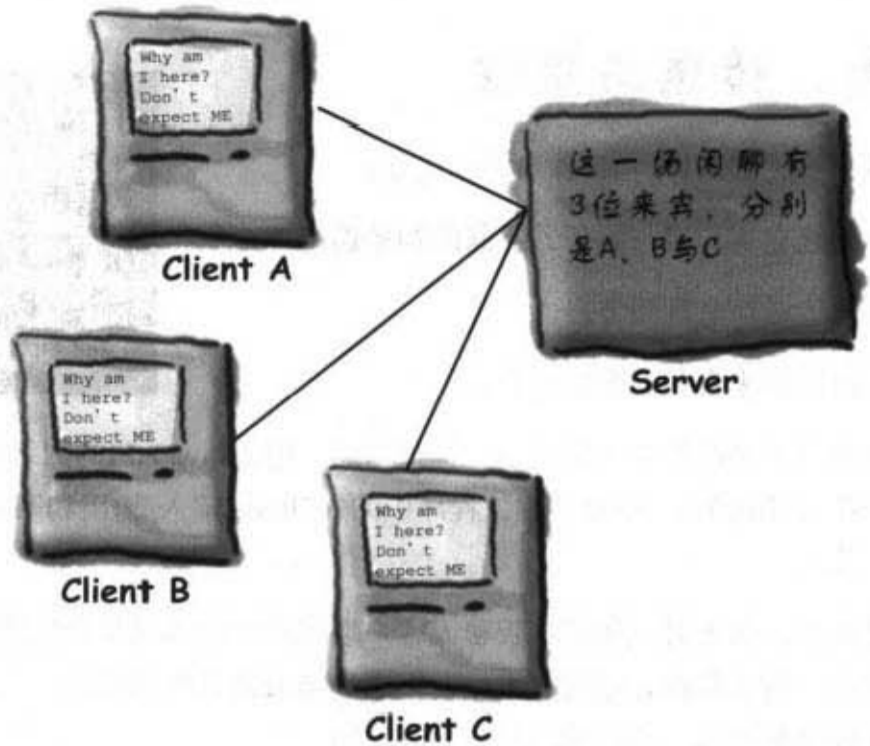 Why am
I here?
Don't
expect ME
Client A
这一场闲聊有
3位来宾，分别
是A、B与C
Server
Why am
I here?
Don't
expect ME
Client B
Why am
I here?
Don't
expect ME
Client C